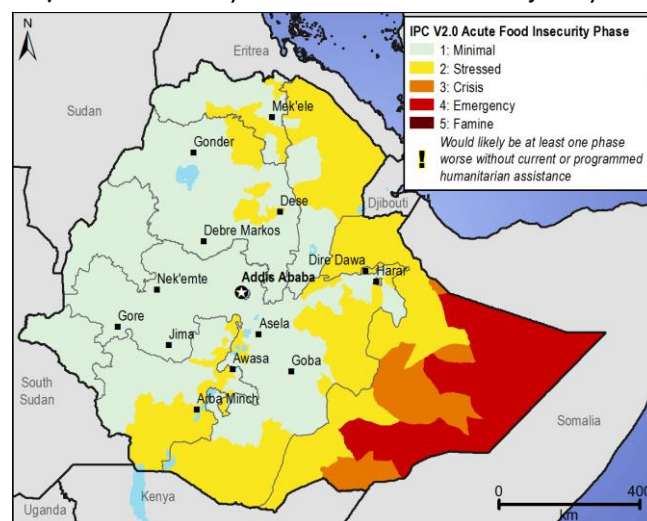 N
IPC V2.0 Acute Food Insecurity Phase
1: Minimal
2: Stressed
3: Crisis
4: Emergency
5: Famine
! Would likely be at least one phase
worse without current or programmed
humanitarian assistance
Eritrea
Sudan
Mek'ele
Gonder
Dese
Djibouti
Debre Markos
Dire Dawa
Harar
Nek'emte
Addis Ababa
Gore
Asela
Jima
Awasa
Goba
South
Sudan
Arba Minch
Somalia
Uganda
Kenya
0 400
km